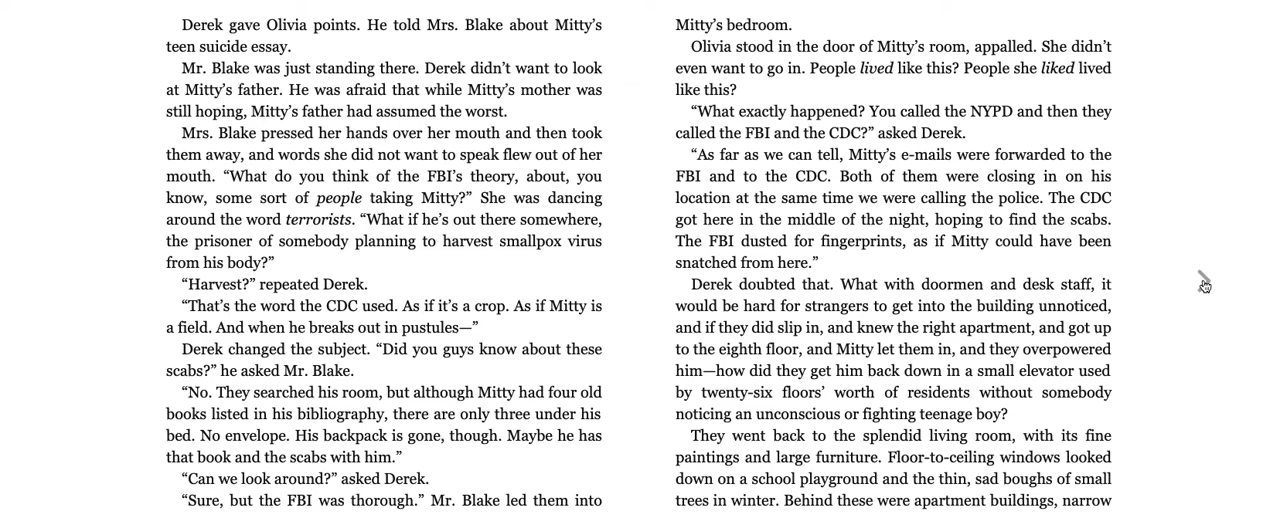 Derek gave Olivia points. He told Mrs. Blake about Mitty’s
teen suicide essay.
Mr. Blake was just standing there. Derek didn’t want to look
at Mitty’s father. He was afraid that while Mitty’s mother was
still hoping, Mitty’s father had assumed the worst.
Mrs. Blake pressed her hands over her mouth and then took
them away, and words she did not want to speak flew out of her
mouth. “What do you think of the FBI’s theory, about, you
know, some sort of people taking Mitty?” She was dancing
around the word terrorists. “What if he’s out there somewhere,
the prisoner of somebody planning to harvest smallpox virus
from his body?”
“Harvest?” repeated Derek.
“That’s the word the CDC used. As if it’s a crop. As if Mitty is
a field. And when he breaks out in pustules—”
Derek changed the subject. “Did you guys know about these
scabs?” he asked Mr. Blake.
“No. They searched his room, but although Mitty had four old
books listed in his bibliography, there are only three under his
bed. No envelope. His backpack is gone, though. Maybe he has
that book and the scabs with him.”
“Can we look around?” asked Derek.
“Sure, but the FBI was thorough.” Mr. Blake led them into
Mitty’s bedroom.
Olivia stood in the door of Mitty’s room, appalled. She didn’t
even want to go in. People lived like this? People she liked lived
like this?
“What exactly happened? You called the NYPD and then they
called the FBI and the CDC?” asked Derek.
“As far as we can tell, Mitty’s e-mails were forwarded to the
FBI and to the CDC. Both of them were closing in on his
location at the same time we were calling the police. The CDC
got here in the middle of the night, hoping to find the scabs.
The FBI dusted for fingerprints, as if Mitty could have been
snatched from here.”
Derek doubted that. What with doormen and desk staff, it
would be hard for strangers to get into the building unnoticed,
and if they did slip in, and knew the right apartment, and got up
to the eighth floor, and Mitty let them in, and they overpowered
him—how did they get him back down in a small elevator used
by twenty-six floors’ worth of residents without somebody
noticing an unconscious or fighting teenage boy?
They went back to the splendid living room, with its fine
paintings and large furniture. Floor-to-ceiling windows looked
down on a school playground and the thin, sad boughs of small
trees in winter. Behind these were apartment buildings, narrow